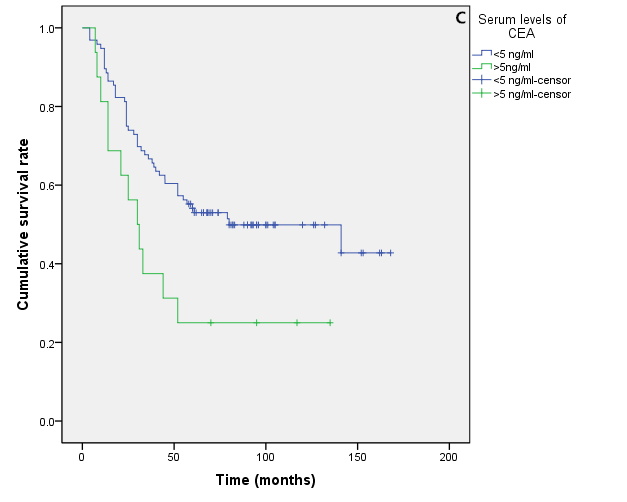 C
Serum levels of
CEA
<5 ng/ml
>5ng/ml
<5 ng/ml-censor
>5 ng/ml-censor
Cumulative survival rate
1.0
0.8
0.6
0.4
0.2
0.0
0 50 100 150 200
Time (months)